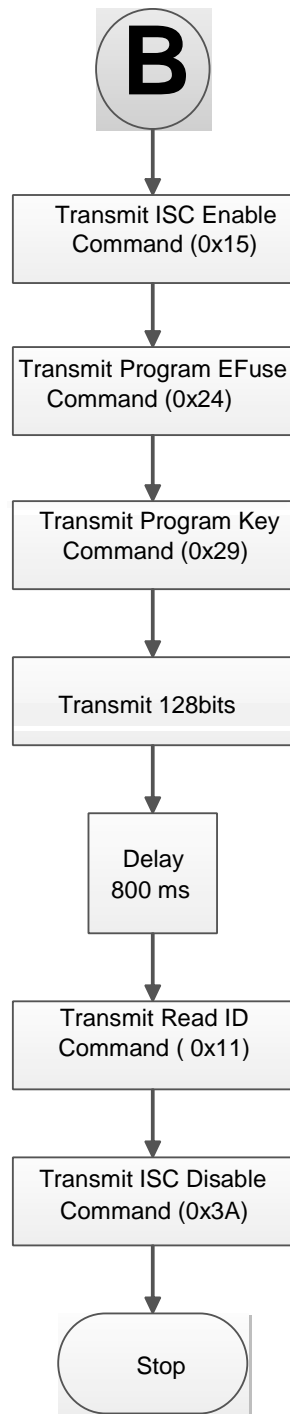 B
Transmit ISC Enable
Command (0x15)
Transmit Program EFuse
Command (0x24)
Transmit Program Key
Command (0x29)
Transmit 128bits
Delay
800 ms
Transmit Read ID
Command ( 0x11)
Transmit ISC Disable
Command (0x3A)
Stop